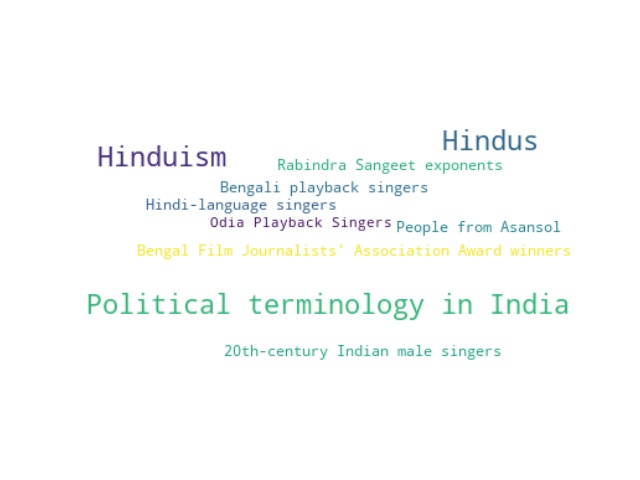 Hindus
Hinduism
Rabindra Sangeet exponents
Bengali playback singers
Hindi-language singers
Odia Playback Singers
People from Asansol
Bengal Film Journalists' Association Award winners
Political terminology in India
20th-century Indian male singers